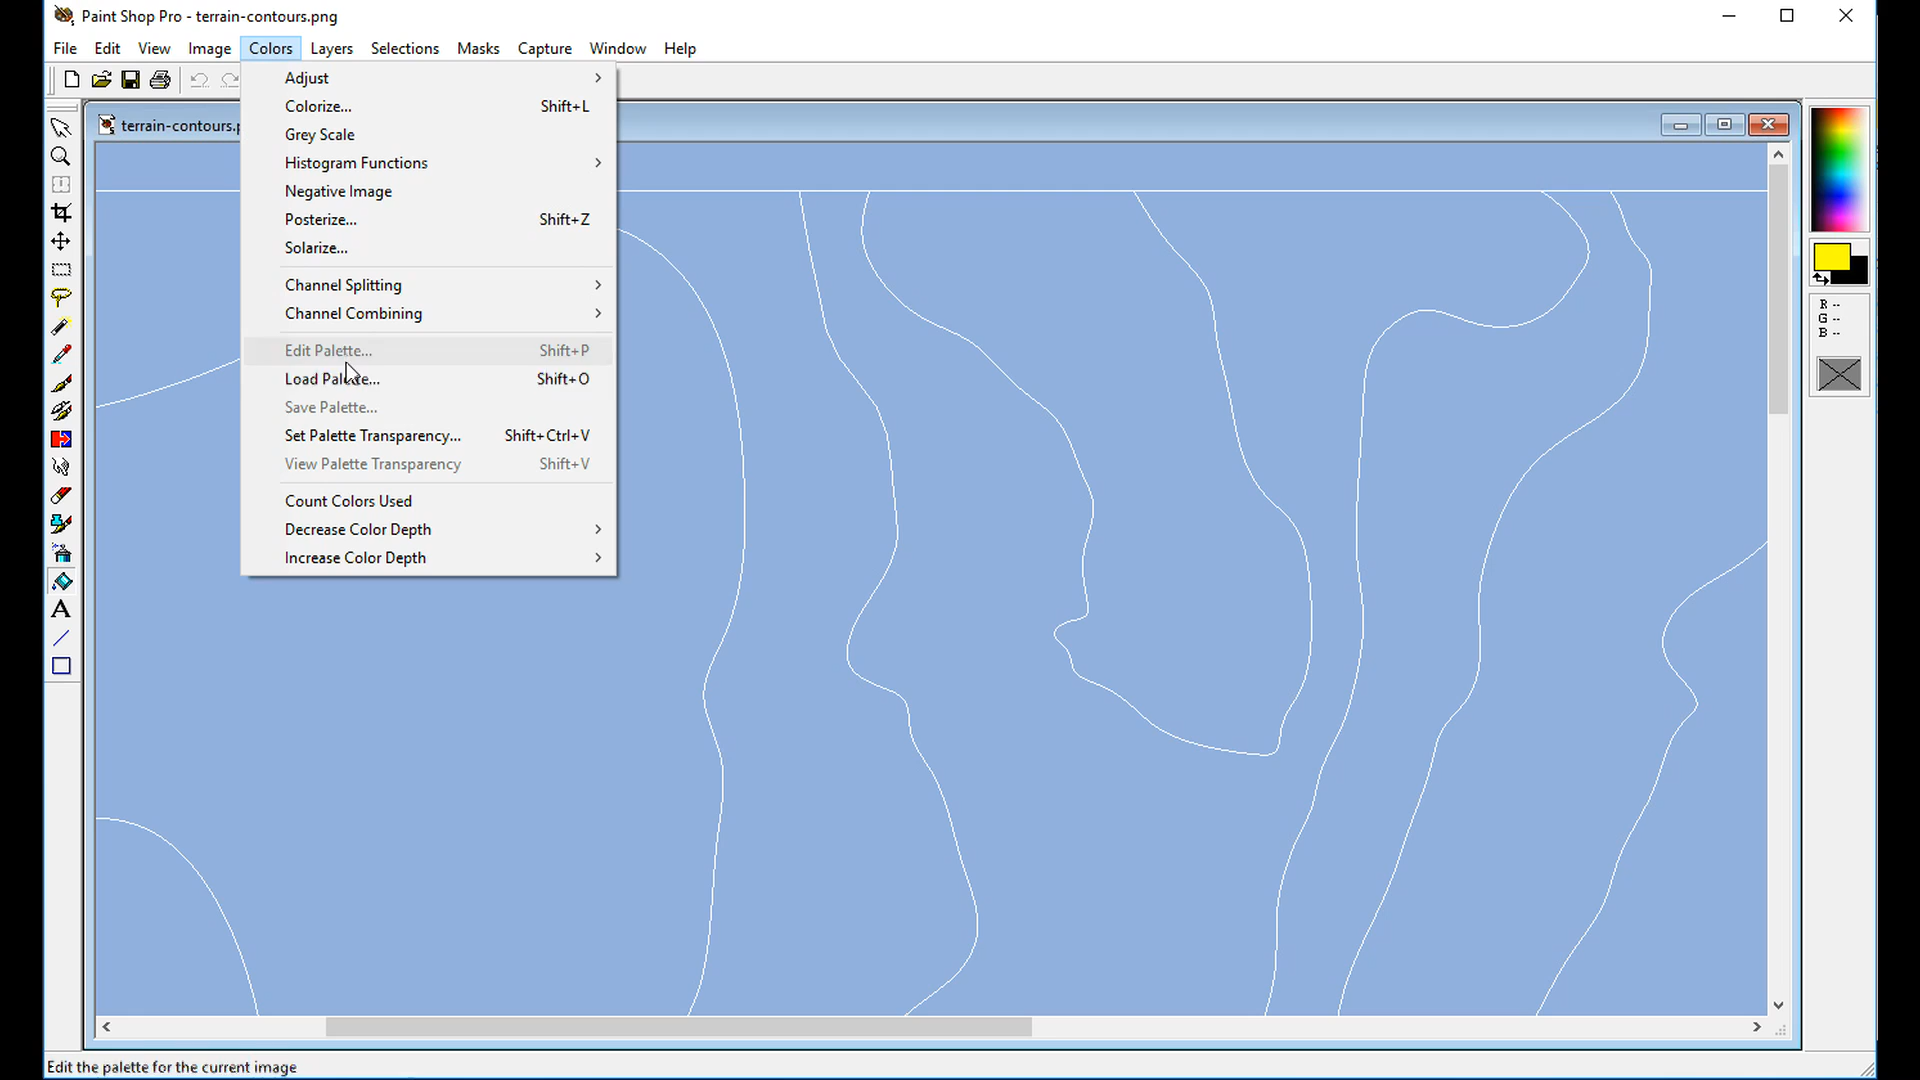 Paint Shop Pro - terrain-contours.png
File Edit View Image Colors Layers Selections Masks Capture Window Help
terrain-contours.p
Adjust
Colorize... Shift+L
Grey Scale
Histogram Functions
Negative Image
Posterize... Shift+Z
Solarize...
Channel Splitting
Channel Combining
Edit Palette... Shift+P
Load Palette... Shift+O
Save Palette...
Set Palette Transparency... Shift+Ctrl+V
View Palette Transparency Shift+V
Count Colors Used
Decrease Color Depth
Increase Color Depth
R --
G --
B --
A
Edit the palette for the current image